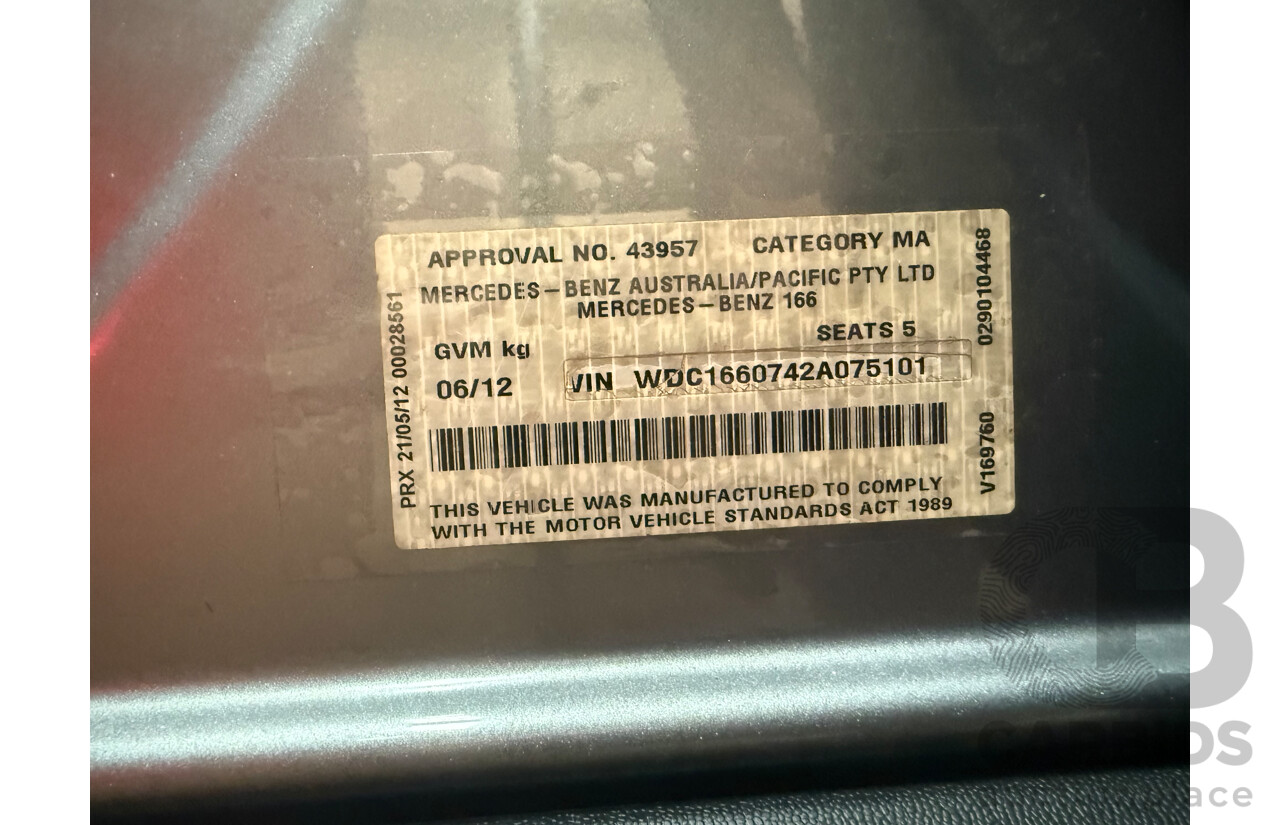 APPROVAL NO. 43957 CATEGORY MA
MERCEDES-BENZ AUSTRALIA/PACIFIC PTY LTD
MERCEDES-BENZ 166
SEATS 5
GVM kg
06/12 VIN WDC1660742A075101
THIS VEHICLE WAS MANUFACTURED TO COMPLY
WITH THE MOTOR VEHICLE STANDARDS ACT 1989
PRX 21/05/12 00028561
0290104468
V169760